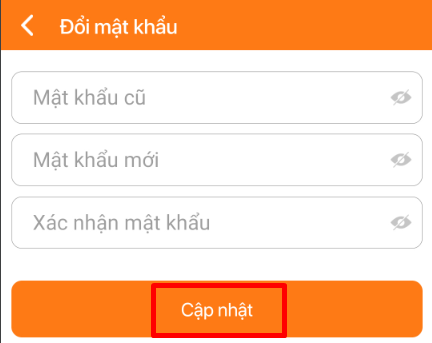 Đổi mật khẩu
Mật khẩu cũ
Mật khẩu mới
Xác nhận mật khẩu
Cập nhật